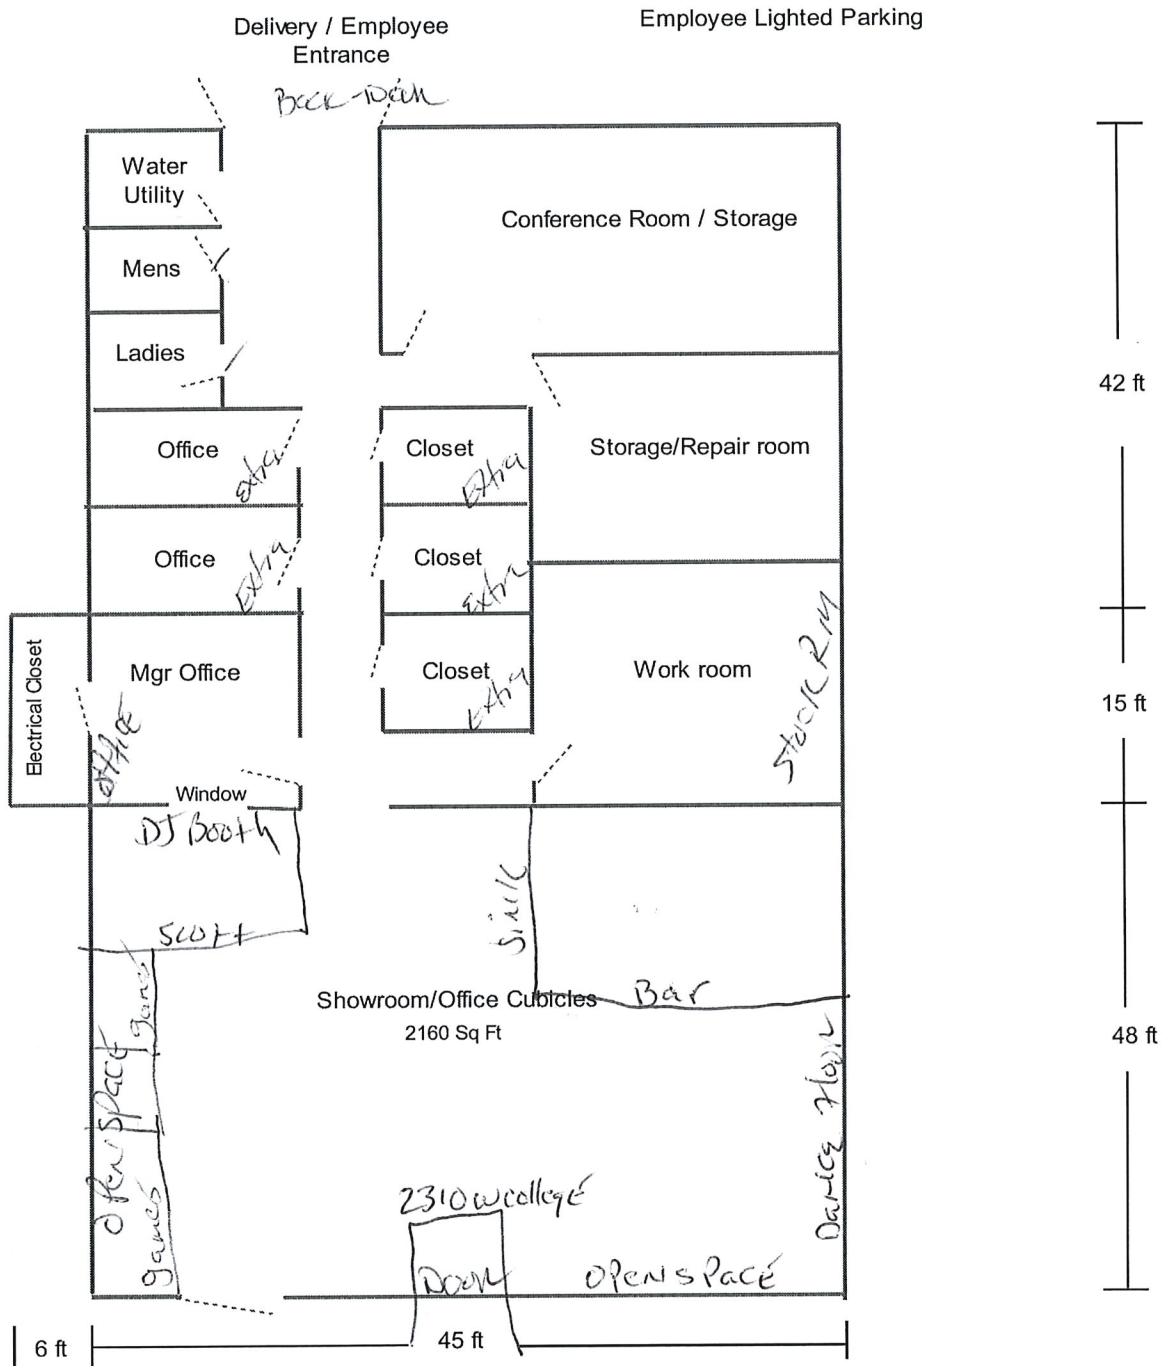 Delivery / Employee
Entrance
Employee Lighted Parking
Back
Water
Utility
Conference Room / Storage
Mens
Ladies
42 ft
Office
Extra
Closet
Extra
Storage/Repair room
Office
Extra
Closet
Extra
Electrical Closet
Mgr Office
OFFICE
Closet
Extra
Work room
Stock RM
15 ft
Window
DJ Booth
Sink
Showroom/Office Cubicles
2160 Sq Ft
Bar
48 ft
games
OPEN SPACE
games
Dance Floor
2310 W College
DOOR
OPEN SPACE
6 ft
45 ft